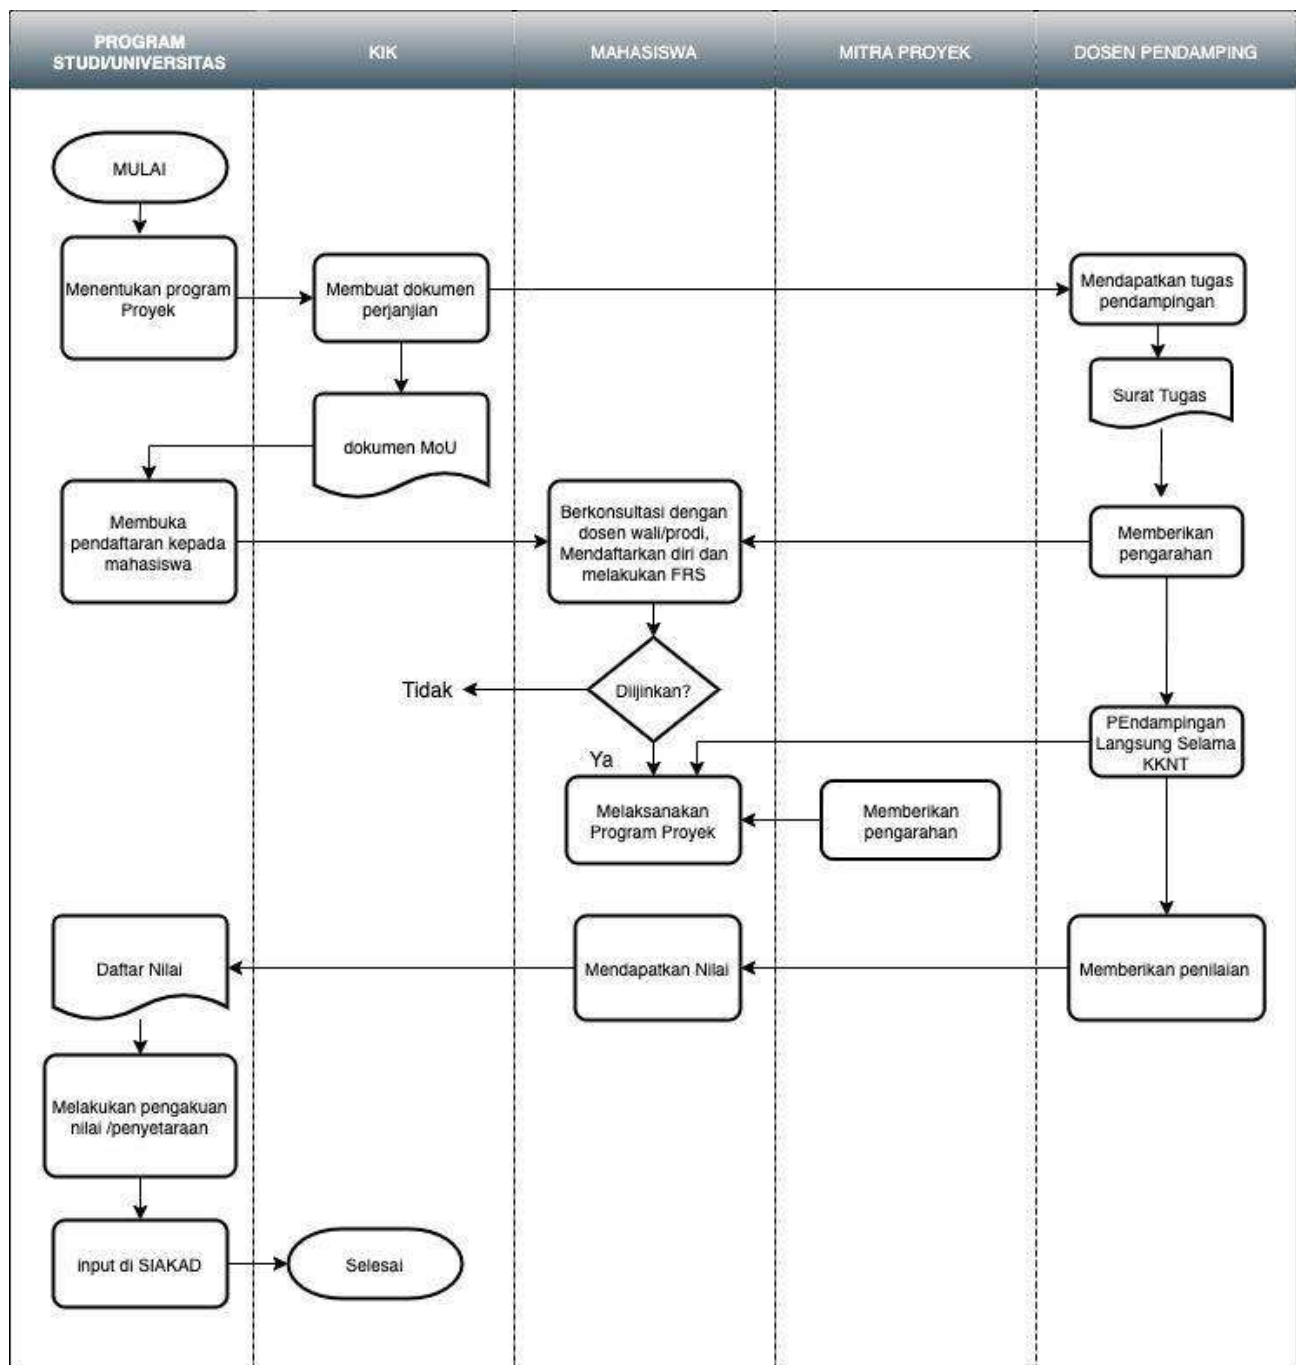 PROGRAM
STUDI/UNIVERSITAS
KIK
MAHASISWA
MITRA PROYEK
DOSEN PENDAMPING
MULAI
Menentukan program
Proyek
Membuat dokumen
perjanjian
Mendapatkan tugas
pendampingan
Surat Tugas
dokumen MoU
Membuka
pendaftaran kepada
mahasiswa
Berkonsultasi dengan
dosen wali/prodi,
Mendaftarkan diri dan
melakukan FRS
Memberikan
pengarahan
Tidak
Diijinkan?
PEndampingan
Langsung Selama
KKNT
Ya
Melaksanakan
Program Proyek
Memberikan
pengarahan
Daftar Nilai
Mendapatkan Nilai
Memberikan penilaian
Melakukan pengakuan
nilai /penyetaraan
input di SIAKAD
Selesai